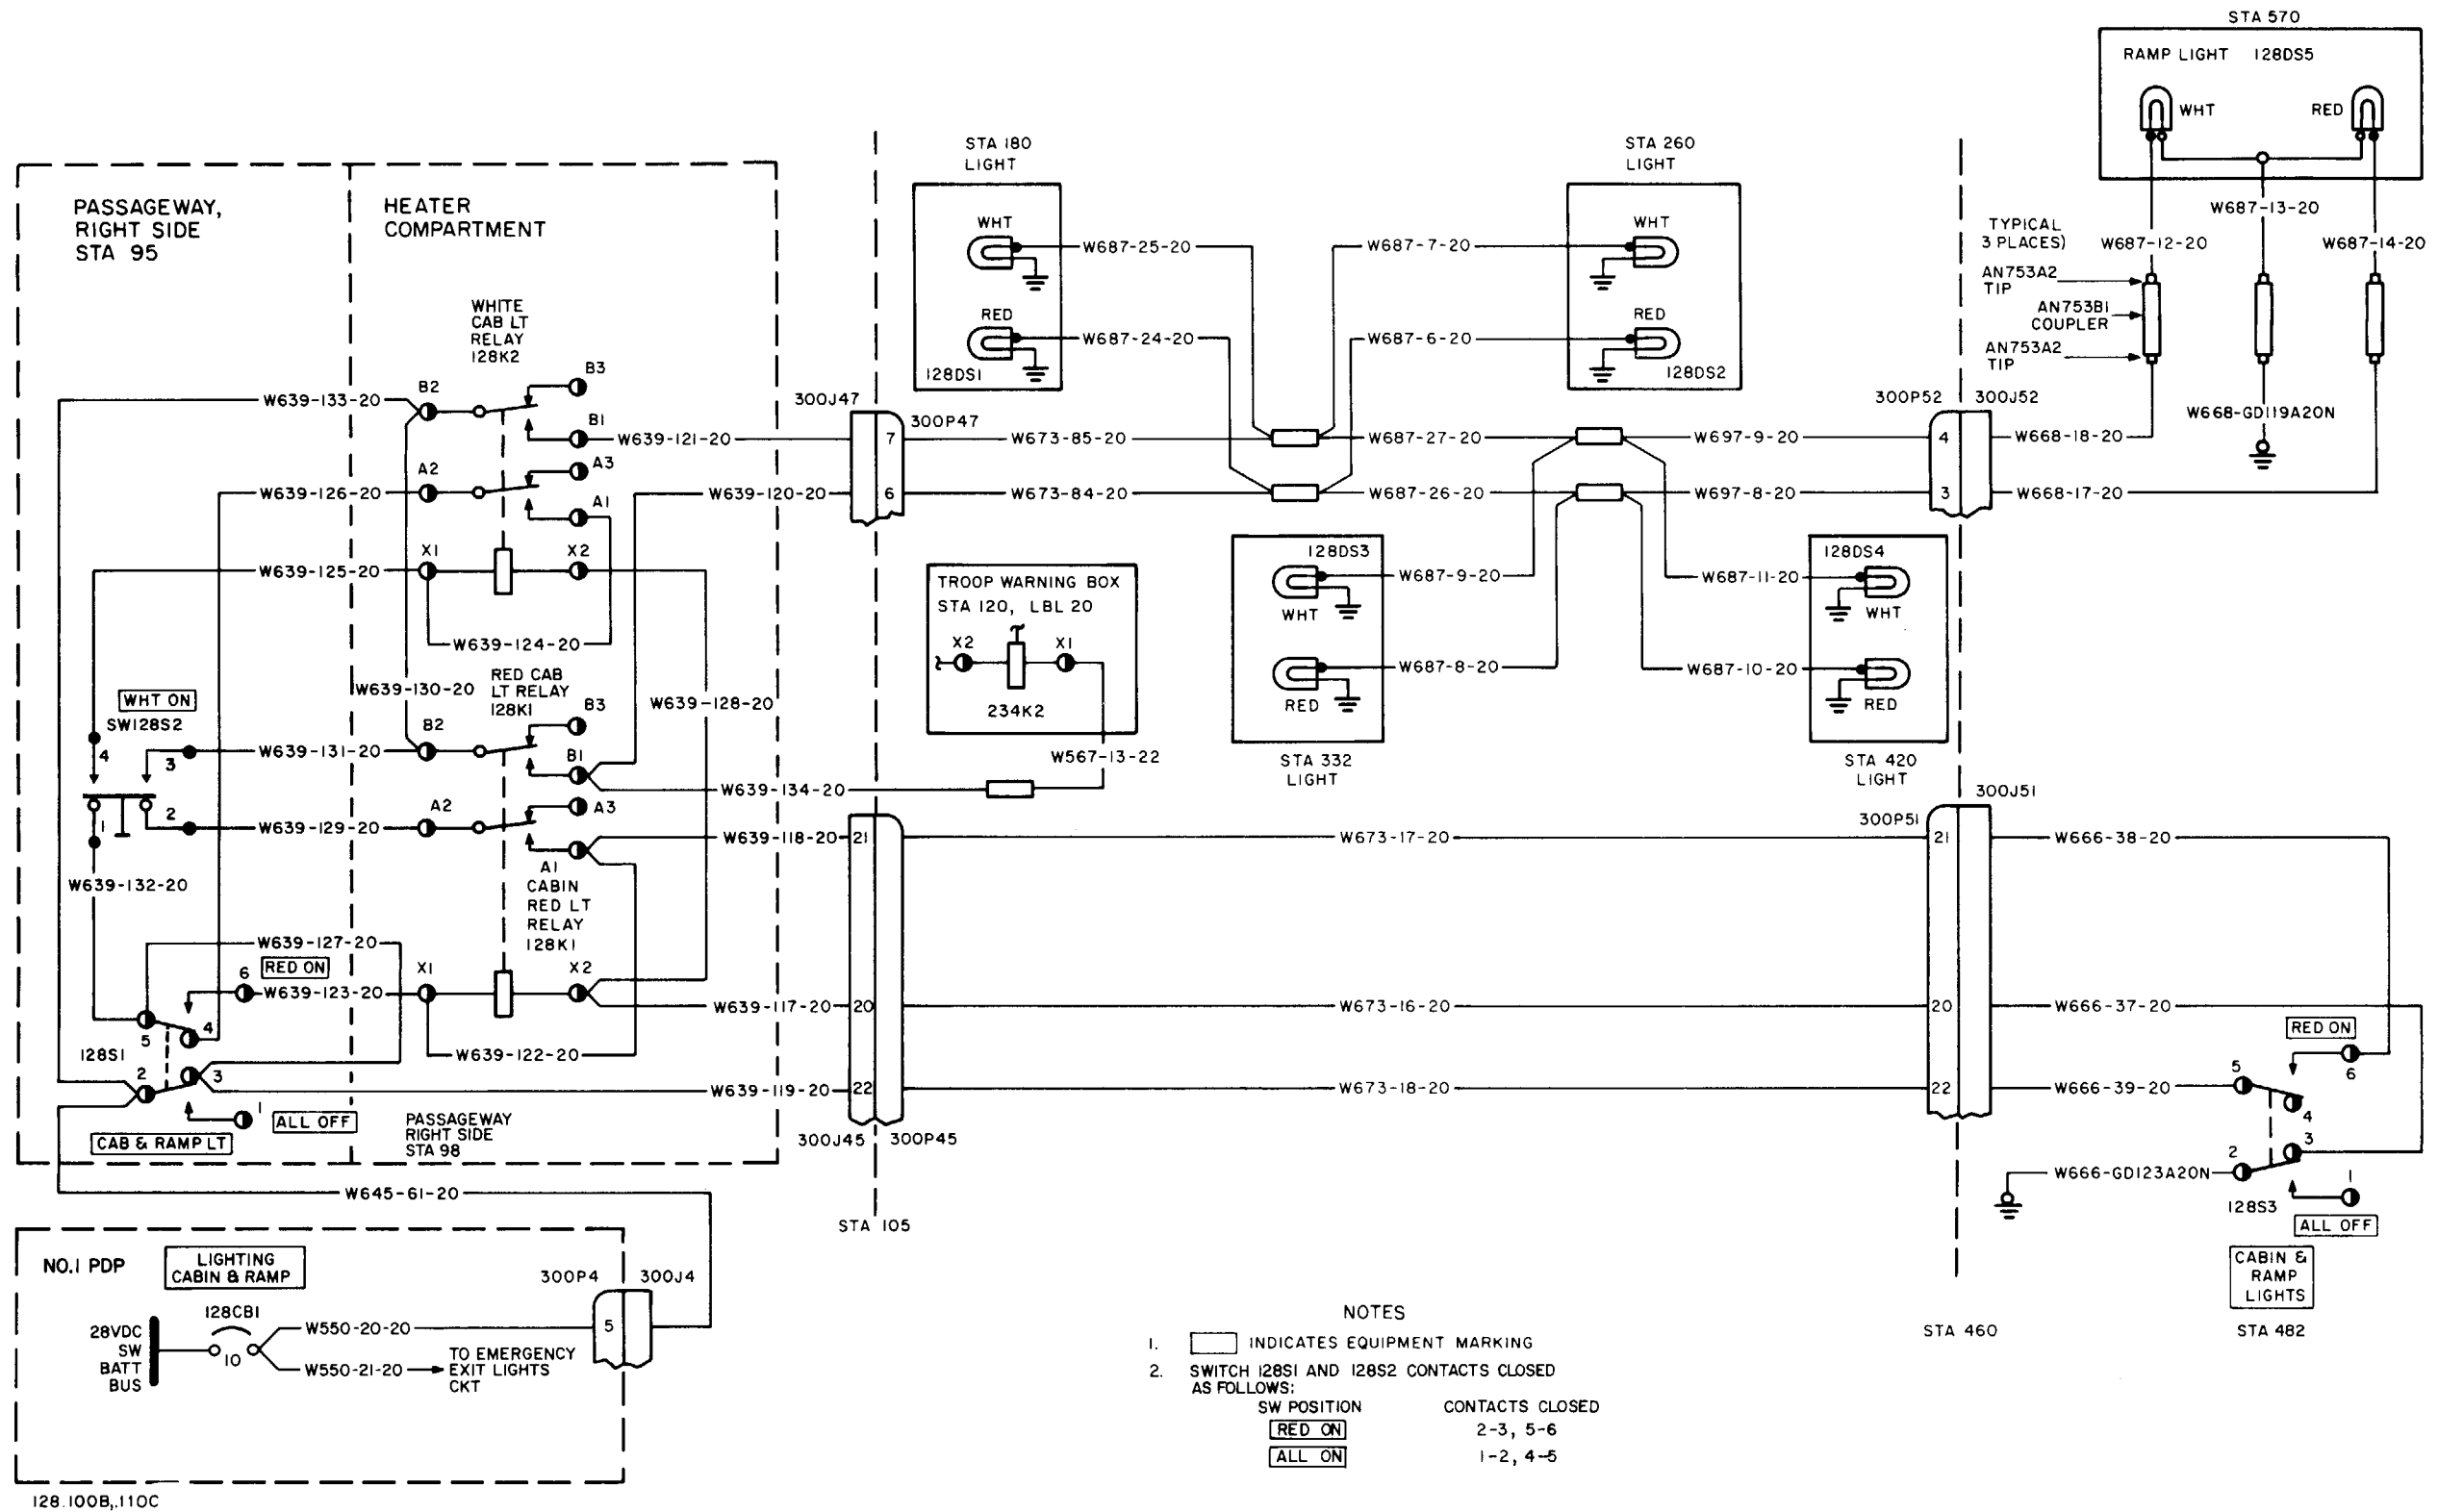 STA 570
RAMP LIGHT 128DS5
WHT
RED
W687-13-20
TYPICAL
3 PLACES)
W687-12-20
W687-14-20
AN753A2
TIP
AN753B1
COUPLER
AN753A2
TIP
W668-GD119A20N
PASSAGEWAY,
RIGHT SIDE
STA 95
HEATER
COMPARTMENT
WHITE
CAB LT
RELAY
128K2
W639-133-20
B2
B3
B1
W639-121-20
W639-126-20
A2
A3
A1
W639-120-20
W639-125-20
X1
X2
W639-124-20
W639-130-20
RED CAB
LT RELAY
128K1
W639-128-20
WHT ON
SW128S2
4
3
2
1
W639-131-20
B2
B3
B1
W639-134-20
W639-129-20
A2
A3
W639-118-20
A1
CABIN
RED LT
RELAY
128K1
W639-132-20
W639-127-20
6
RED ON
W639-123-20
X1
X2
W639-117-20
W639-122-20
5
4
128S1
2
3
W639-119-20
1
ALL OFF
CAB & RAMP LT
PASSAGEWAY
RIGHT SIDE
STA 98
W645-61-20
300J47
300P47
7
6
STA 180
LIGHT
WHT
RED
128DS1
W687-25-20
W687-24-20
W687-7-20
W687-6-20
STA 260
LIGHT
WHT
RED
128DS2
W673-85-20
W687-27-20
W697-9-20
W673-84-20
W687-26-20
W697-8-20
300P52
300J52
4
3
W668-18-20
W668-17-20
TROOP WARNING BOX
STA 120, LBL 20
X2
X1
234K2
W567-13-22
128DS3
WHT
RED
STA 332
LIGHT
W687-9-20
W687-8-20
W687-11-20
W687-10-20
128DS4
WHT
RED
STA 420
LIGHT
21
20
22
300J45
300P45
STA 105
W673-17-20
W673-16-20
W673-18-20
300P51
300J51
21
20
22
W666-38-20
W666-37-20
W666-39-20
RED ON
5
6
4
3
2
1
W666-GD123A20N
128S3
ALL OFF
CABIN &
RAMP
LIGHTS
STA 460
STA 482
NO.1 PDP
LIGHTING
CABIN & RAMP
128CB1
28VDC
SW
BATT
BUS
10
W550-20-20
W550-21-20
TO EMERGENCY
EXIT LIGHTS
CKT
300P4
300J4
5
NOTES
1. INDICATES EQUIPMENT MARKING
2. SWITCH 128S1 AND 128S2 CONTACTS CLOSED
AS FOLLOWS:
SW POSITION CONTACTS CLOSED
RED ON 2-3, 5-6
ALL ON 1-2, 4-5
128.100B,.110C